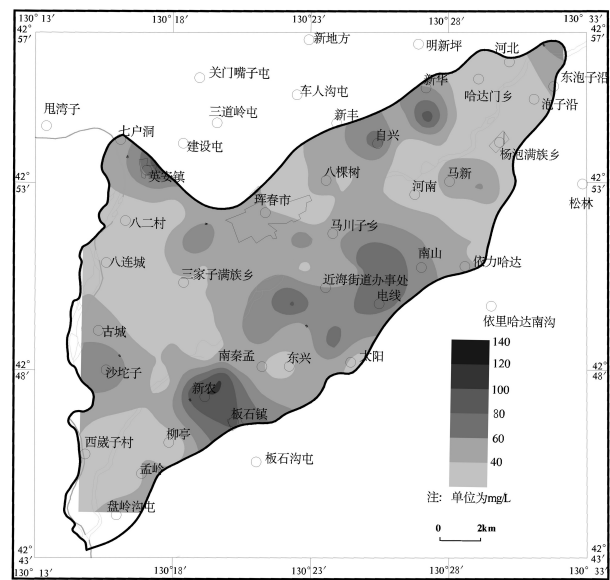 130° 13′ 130° 18′ 130° 23′ 130° 28′ 130° 33′
42° 57′
42° 57′
新地方
明新坪
河北
关门嘴子屯
新华
东泡子沿
车人沟屯
哈达门乡
泡子沿
甩湾子
三道岭屯
新丰
七户洞
自兴
建设屯
杨泡满族乡
英安镇
八棵树
马新
42° 53′
42° 53′
河南
珲春市
松林
八二村
马川子乡
南山
依力哈达
八连城
三家子满族乡
近海街道办事处
电线
依里哈达南沟
古城
南秦孟
东兴
太阳
42° 48′
42° 48′
沙坨子
新农
板石镇
柳亭
西崴子村
板石沟屯
孟岭
盘岭沟屯
140
120
100
80
60
40
注: 单位为mg/L
0 2km
42° 43′
42° 43′
130° 13′ 130° 18′ 130° 23′ 130° 28′ 130° 33′